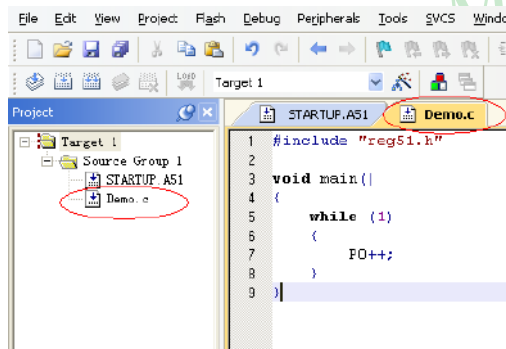 File Edit View Project Flash Debug Peripherals Tools SVCS
LOAD Target 1
Project
STARTUP.A51 Demo.c
Target 1
Source Group 1
STARTUP.A51
Demo.c
1 #include "reg51.h"
2
3 void main(
4 {
5 while (1)
6 {
7 P0++;
8 }
9 }